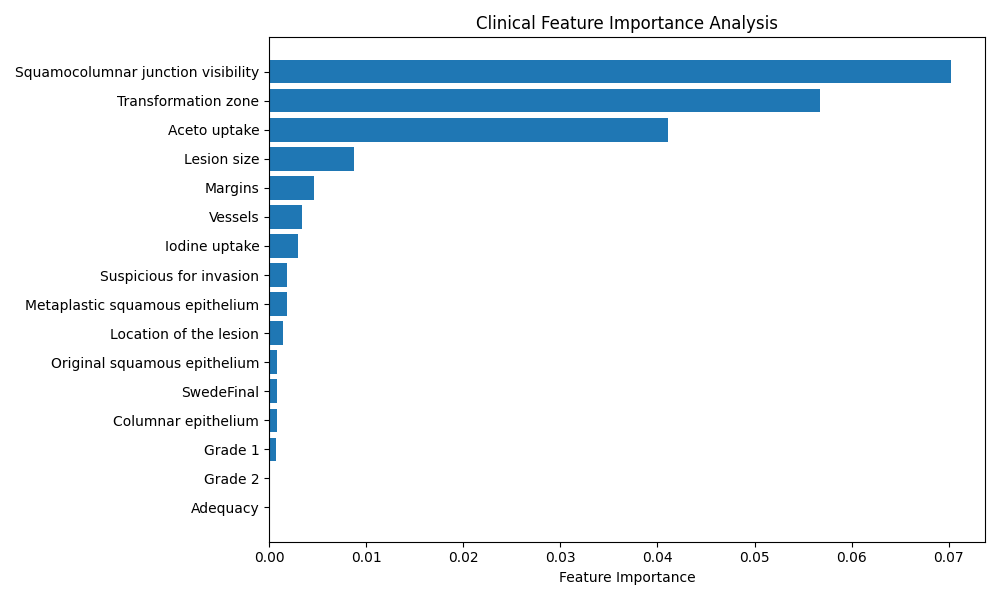 Clinical Feature Importance Analysis
Squamocolumnar junction visibility
Transformation zone
Aceto uptake
Lesion size
Margins
Vessels
Iodine uptake
Suspicious for invasion
Metaplastic squamous epithelium
Location of the lesion
Original squamous epithelium
SwedeFinal
Columnar epithelium
Grade 1
Grade 2
Adequacy
0.00 0.01 0.02 0.03 0.04 0.05 0.06 0.07
Feature Importance